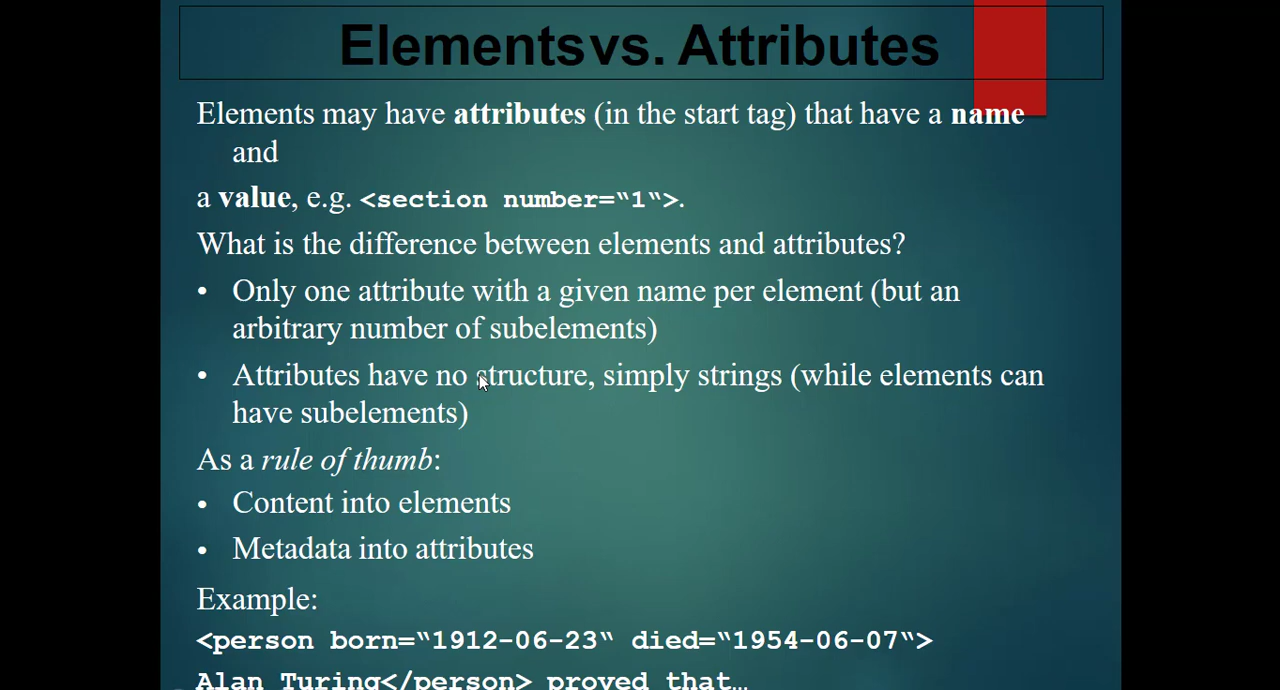 Elements vs. Attributes
Elements may have attributes (in the start tag) that have a name
and
a value, e.g. <section number=“1“>.
What is the difference between elements and attributes?
• Only one attribute with a given name per element (but an
arbitrary number of subelements)
• Attributes have no structure, simply strings (while elements can
have subelements)
As a rule of thumb:
• Content into elements
• Metadata into attributes
Example:
<person born=“1912-06-23“ died=“1954-06-07“>
Alan Turing</person> proved that…